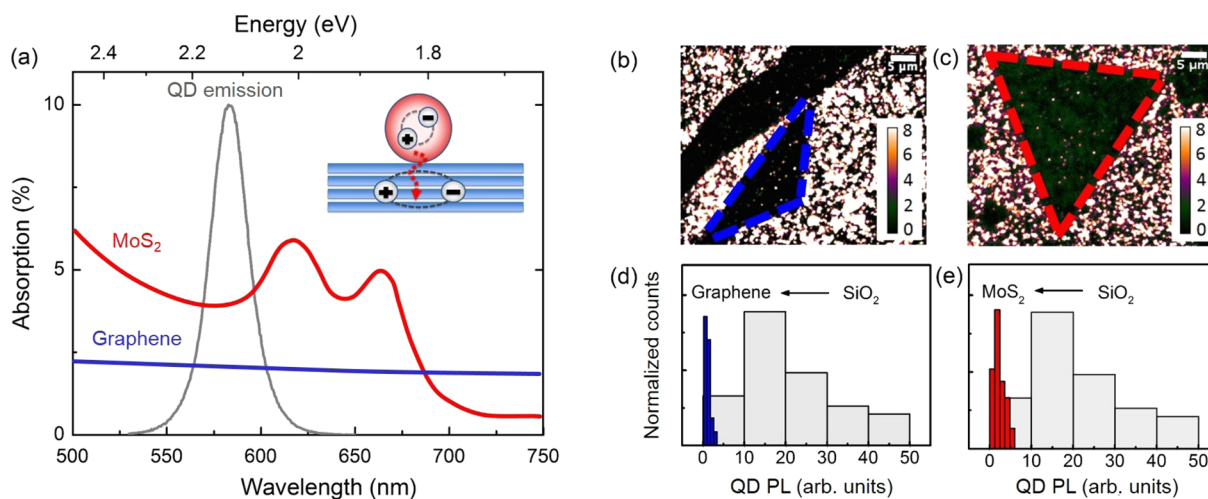 (a)
Energy (eV)
2.4 2.2 2 1.8
QD emission
MoS₂
Graphene
10
5
0
Absorption (%)
500 550 600 650 700 750
Wavelength (nm)
+ −
+ −
(b)
5 µm
8
6
4
2
0
(c)
5 µm
8
6
4
2
0
(d)
Graphene ← SiO₂
Normalized counts
0 10 20 30 40 50
QD PL (arb. units)
(e)
MoS₂ ← SiO₂
0 10 20 30 40 50
QD PL (arb. units)